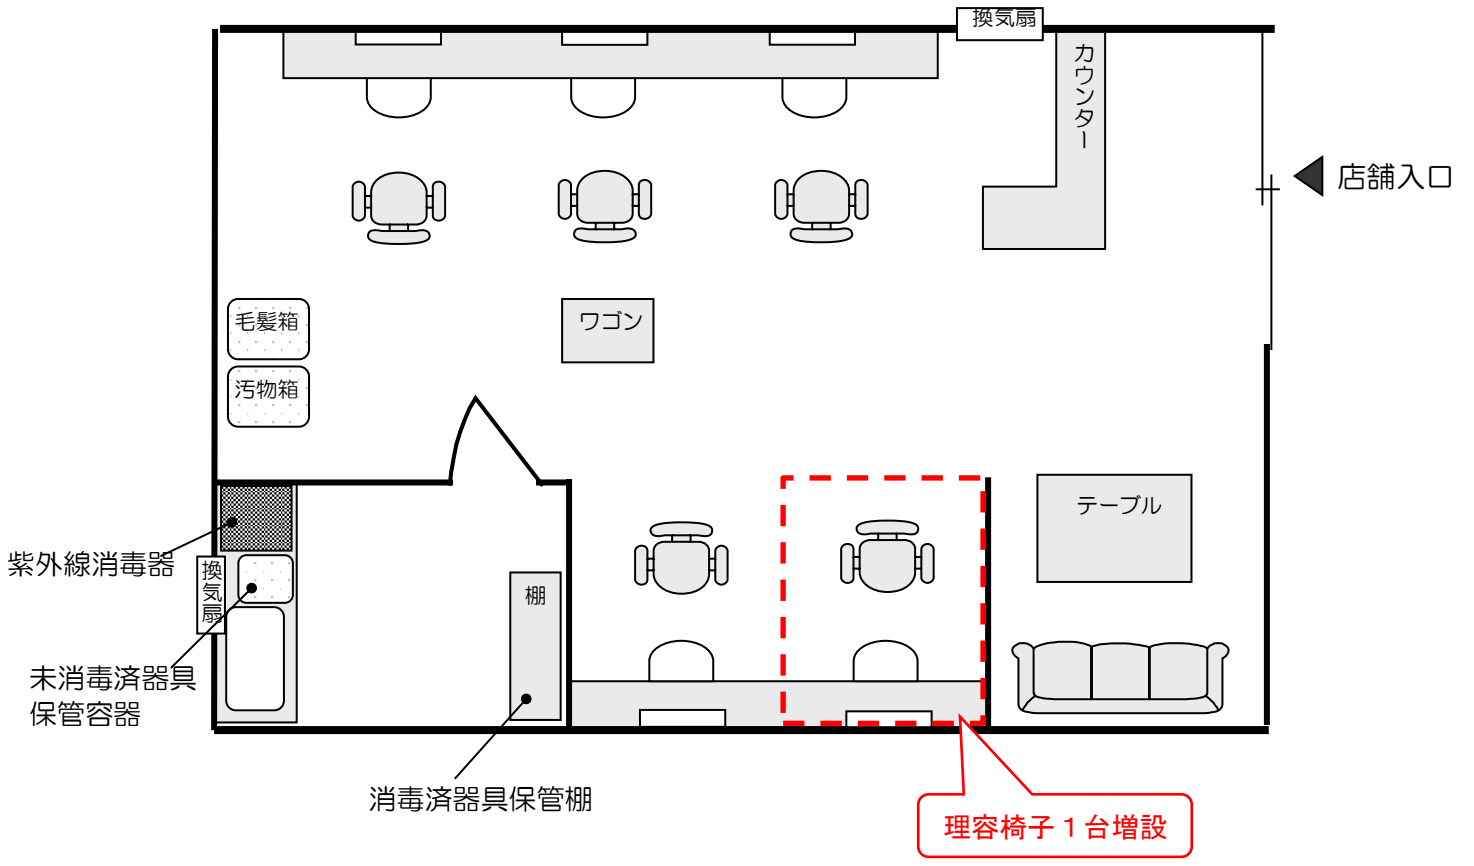 換気扇
カウンター
店舗入口
毛髪箱
ワゴン
汚物箱
テーブル
紫外線消毒器
換気扇
棚
未消毒済器具
保管容器
消毒済器具保管棚
理容椅子１台増設